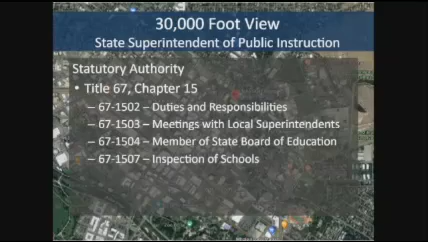 30,000 Foot View
State Superintendent of Public Instruction
Statutory Authority
• Title 67, Chapter 15
– 67-1502 – Duties and Responsibilities
– 67-1503 – Meetings with Local Superintendents
– 67-1504 – Member of State Board of Education
– 67-1507 – Inspection of Schools